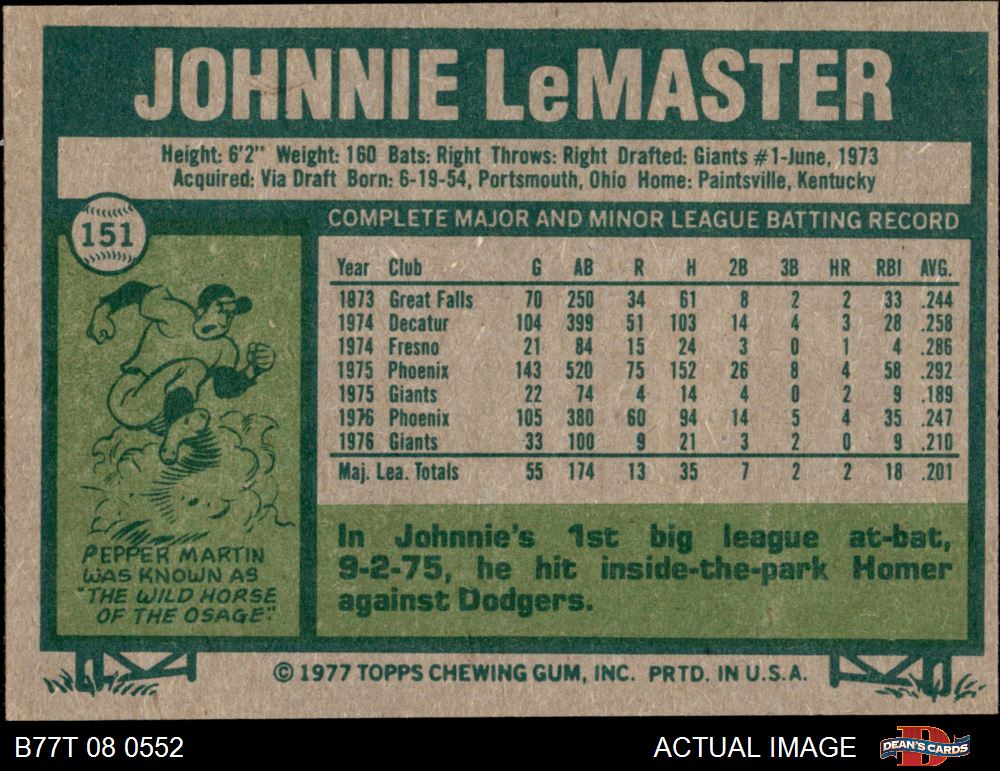 JOHNNIE LeMASTER
Height: 6'2" Weight: 160 Bats: Right Throws: Right Drafted: Giants #1-June, 1973
Acquired: Via Draft Born: 6-19-54, Portsmouth, Ohio Home: Paintsville, Kentucky
151
COMPLETE MAJOR AND MINOR LEAGUE BATTING RECORD
Year Club G AB R H 2B 3B HR RBI AVG.
1973 Great Falls 70 250 34 61 8 2 2 33 .244
1974 Decatur 104 399 51 103 14 4 3 28 .258
1974 Fresno 21 84 15 24 3 0 1 4 .286
1975 Phoenix 143 520 75 152 26 8 4 58 .292
1975 Giants 22 74 4 14 4 0 2 9 .189
1976 Phoenix 105 380 60 94 14 5 4 35 .247
1976 Giants 33 100 9 21 3 2 0 9 .210
Maj. Lea. Totals 55 174 13 35 7 2 2 18 .201
PEPPER MARTIN
WAS KNOWN AS
"THE WILD HORSE
OF THE OSAGE".
In Johnnie's 1st big league at-bat,
9-2-75, he hit inside-the-park Homer
against Dodgers.
© 1977 TOPPS CHEWING GUM, INC. PRTD. IN U.S.A.
B77T 08 0552
ACTUAL IMAGE
DEAN'S CARDS